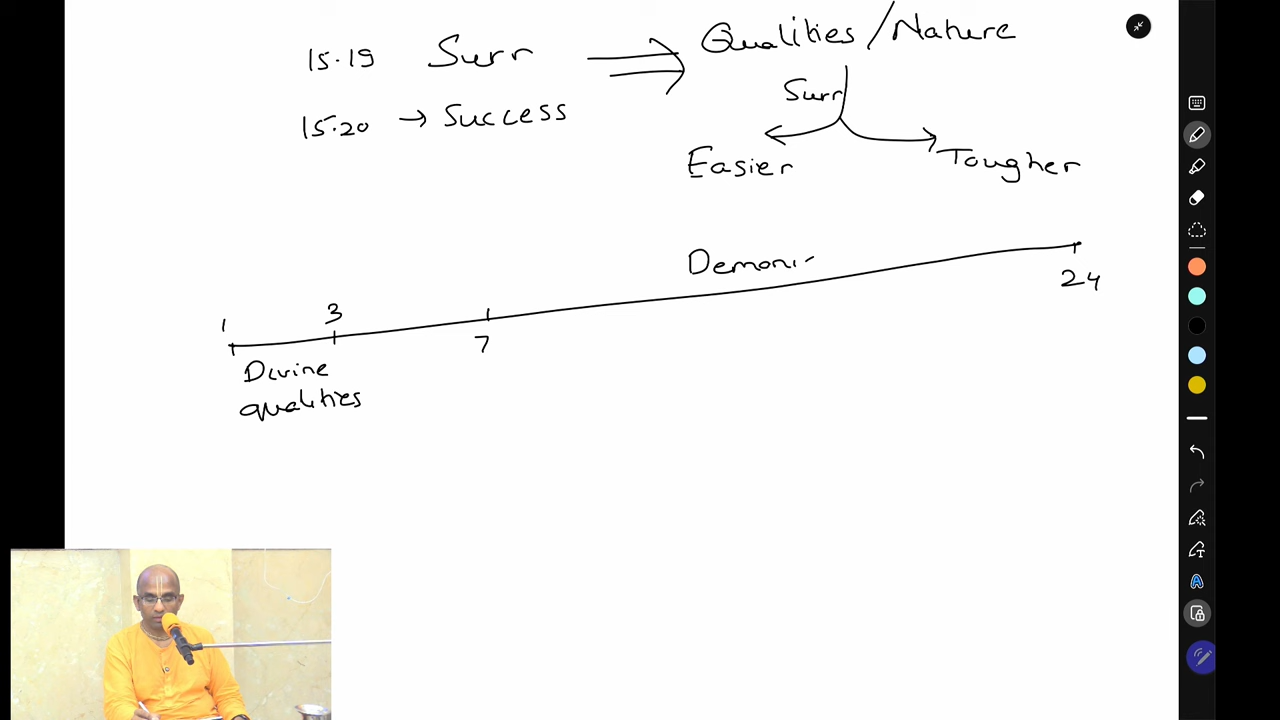 15.19 Surr ⇒ Qualities/Nature
15.20 → Success
Surr
Easier Tougher
Demoni
1 3 7 24
Divine
qualities